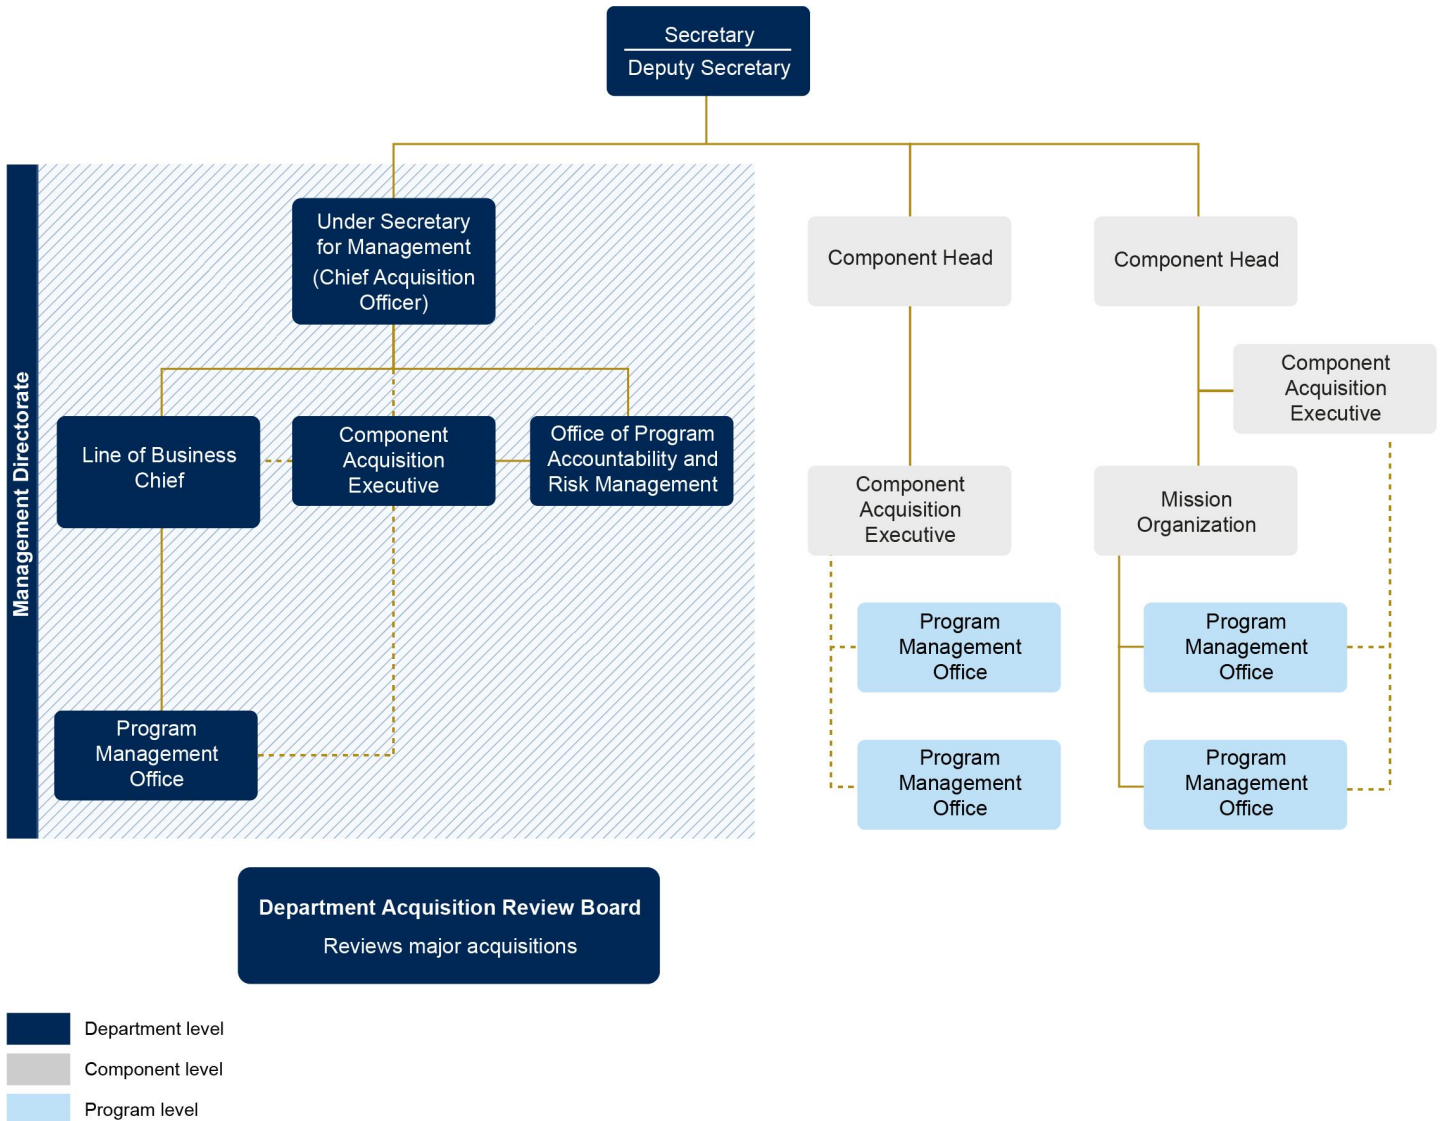 Secretary
Deputy Secretary
Management Directorate
Under Secretary
for Management
(Chief Acquisition
Officer)
Line of Business
Chief
Component
Acquisition
Executive
Office of Program
Accountability and
Risk Management
Program
Management
Office
Component Head
Component
Acquisition
Executive
Program
Management
Office
Program
Management
Office
Component Head
Component
Acquisition
Executive
Mission
Organization
Program
Management
Office
Program
Management
Office
Department Acquisition Review Board
Reviews major acquisitions
Department level
Component level
Program level